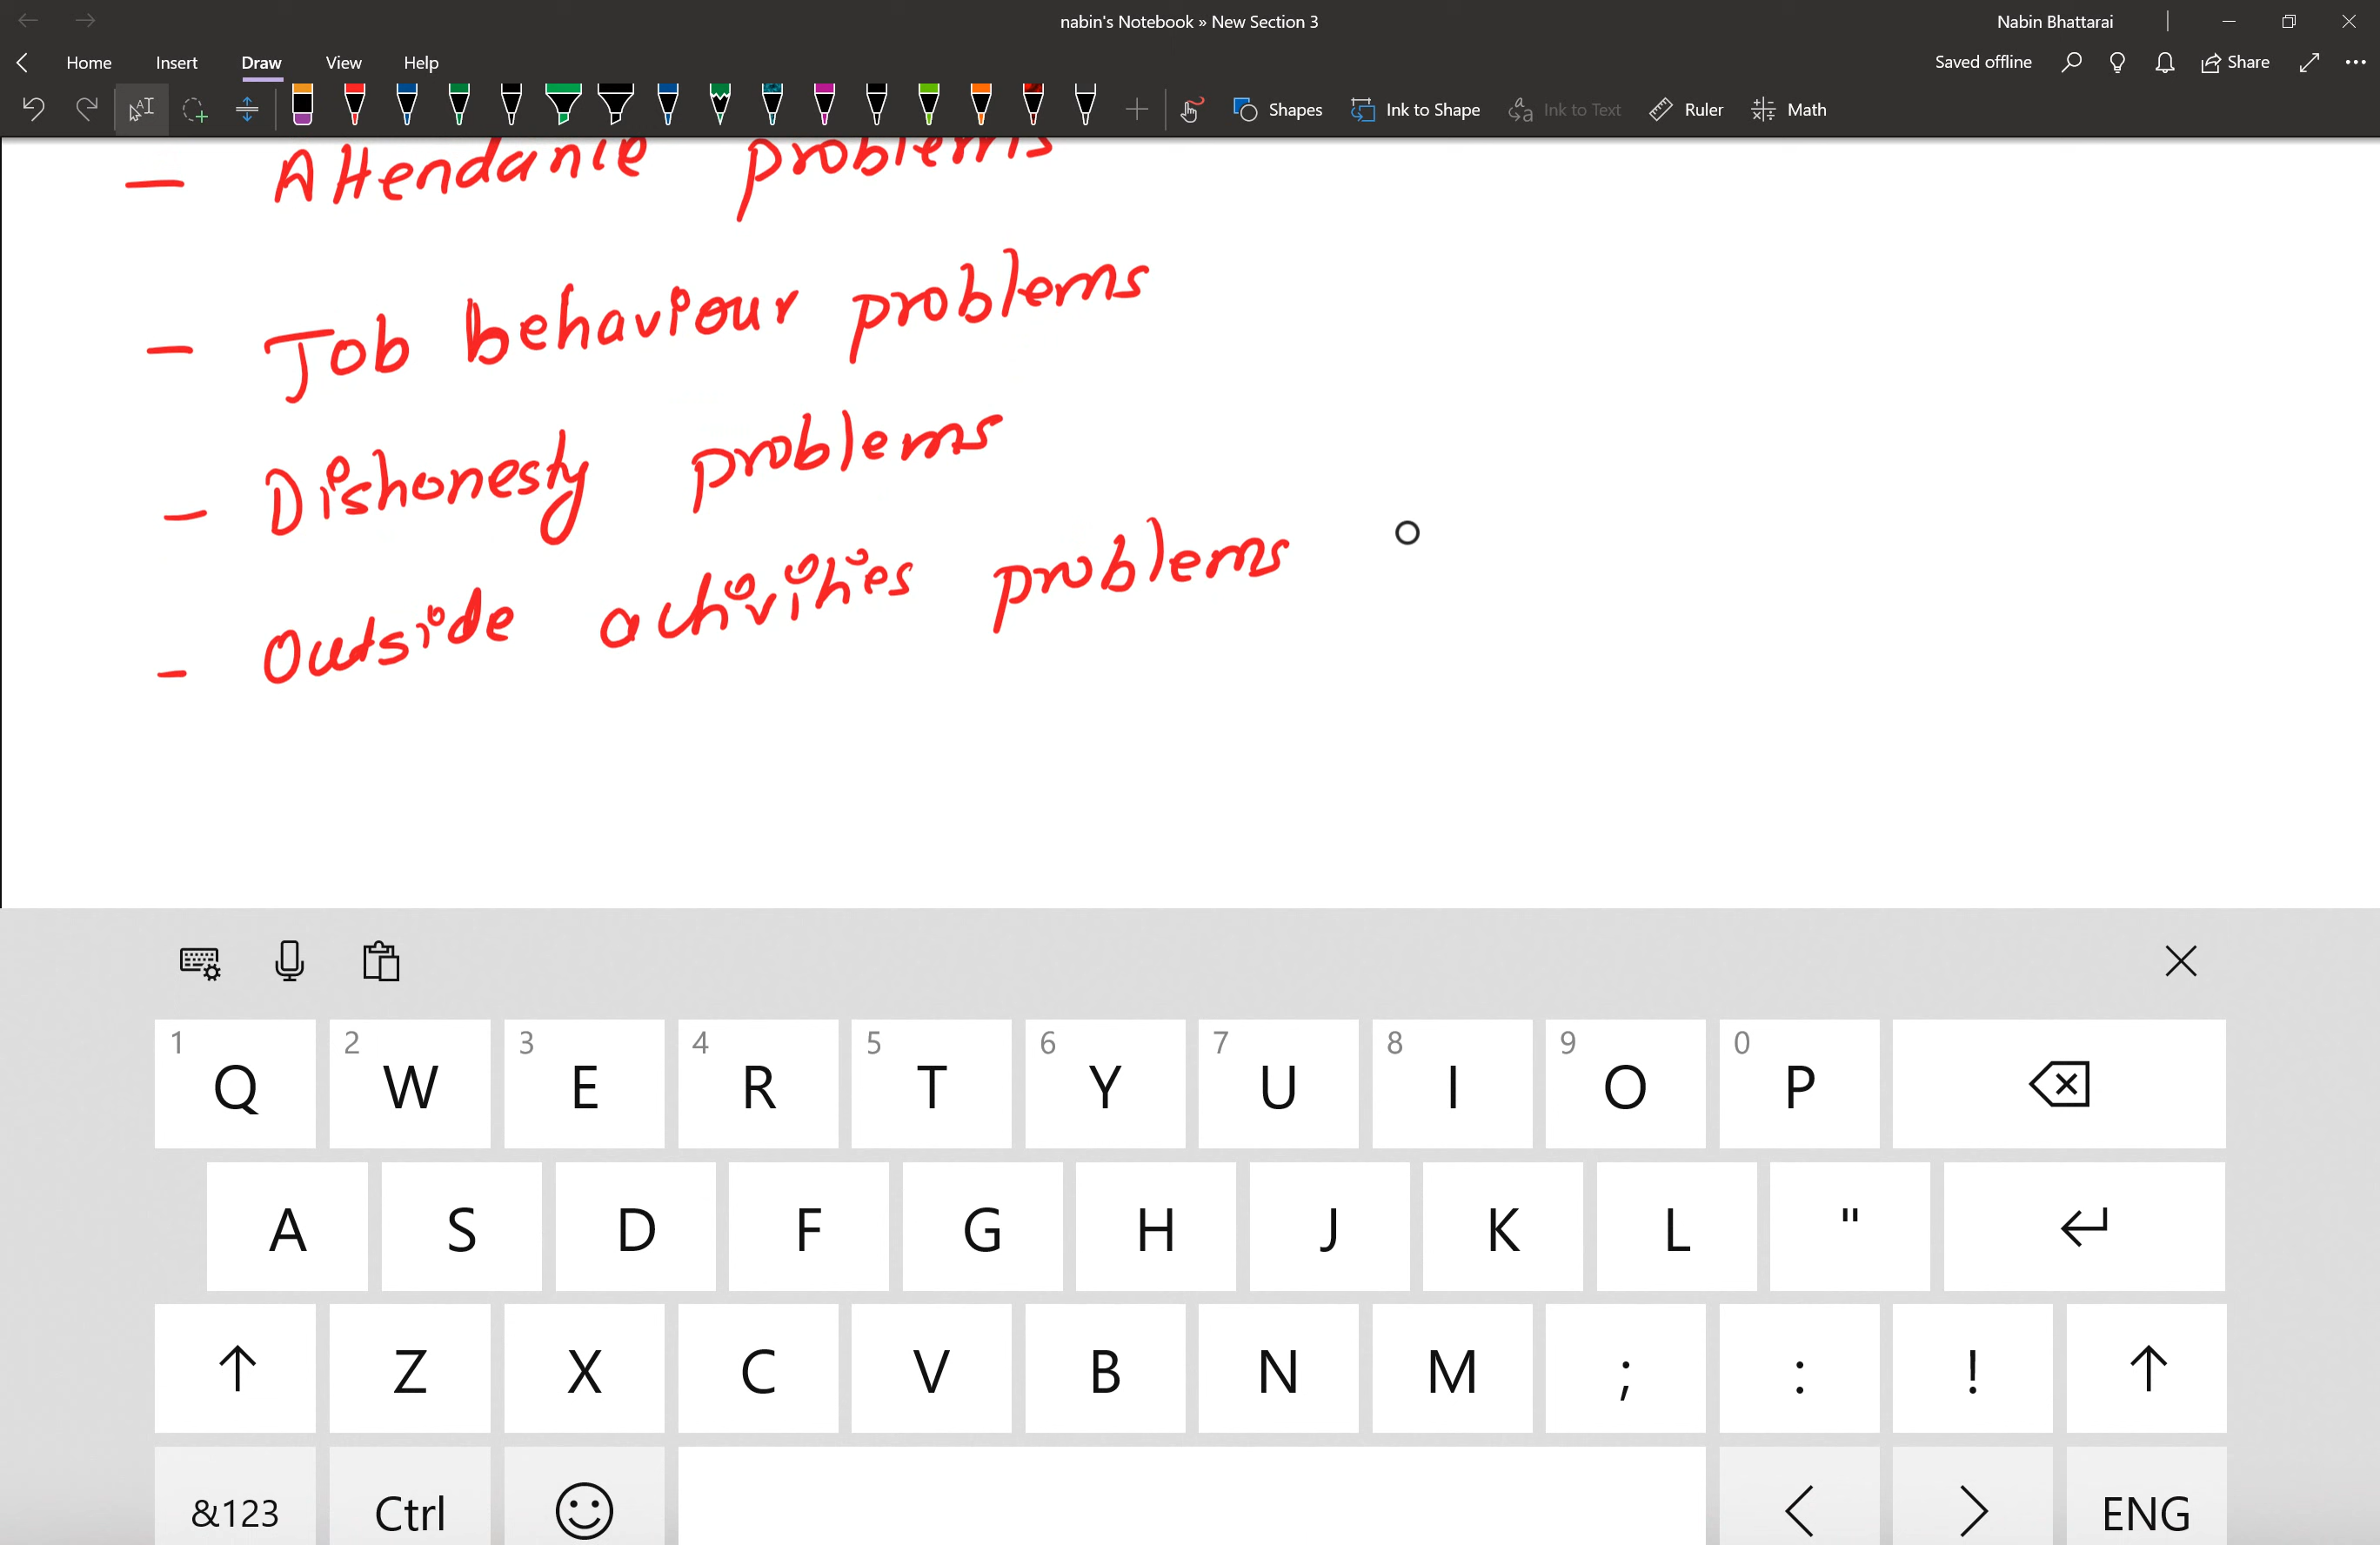 nabin's Notebook » New Section 3
Nabin Bhattarai
Home Insert Draw View Help
Saved offline
Share
Shapes
Ink to Shape
Ink to Text
Ruler
Math
— Attendance problems
— Job behaviour problems
— Dishonesty problems
- Outside activities problems
1 2 3 4 5 6 7 8 9 0
Q W E R T Y U I O P
A S D F G H J K L "
Z X C V B N M ; : !
&123 Ctrl < > ENG